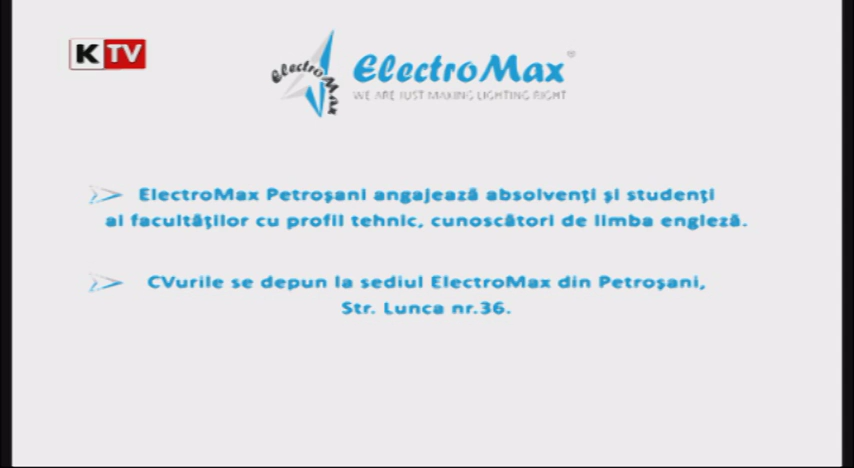 K TV
ElectroMax
ElectroMax
WE ARE JUST MAKING LIGHTING RIGHT
ElectroMax Petroşani angajează absolvenţi şi studenţi
ai facultăţilor cu profil tehnic, cunoscători de limba engleză.
CVurile se depun la sediul ElectroMax din Petroşani,
Str. Lunca nr.36.